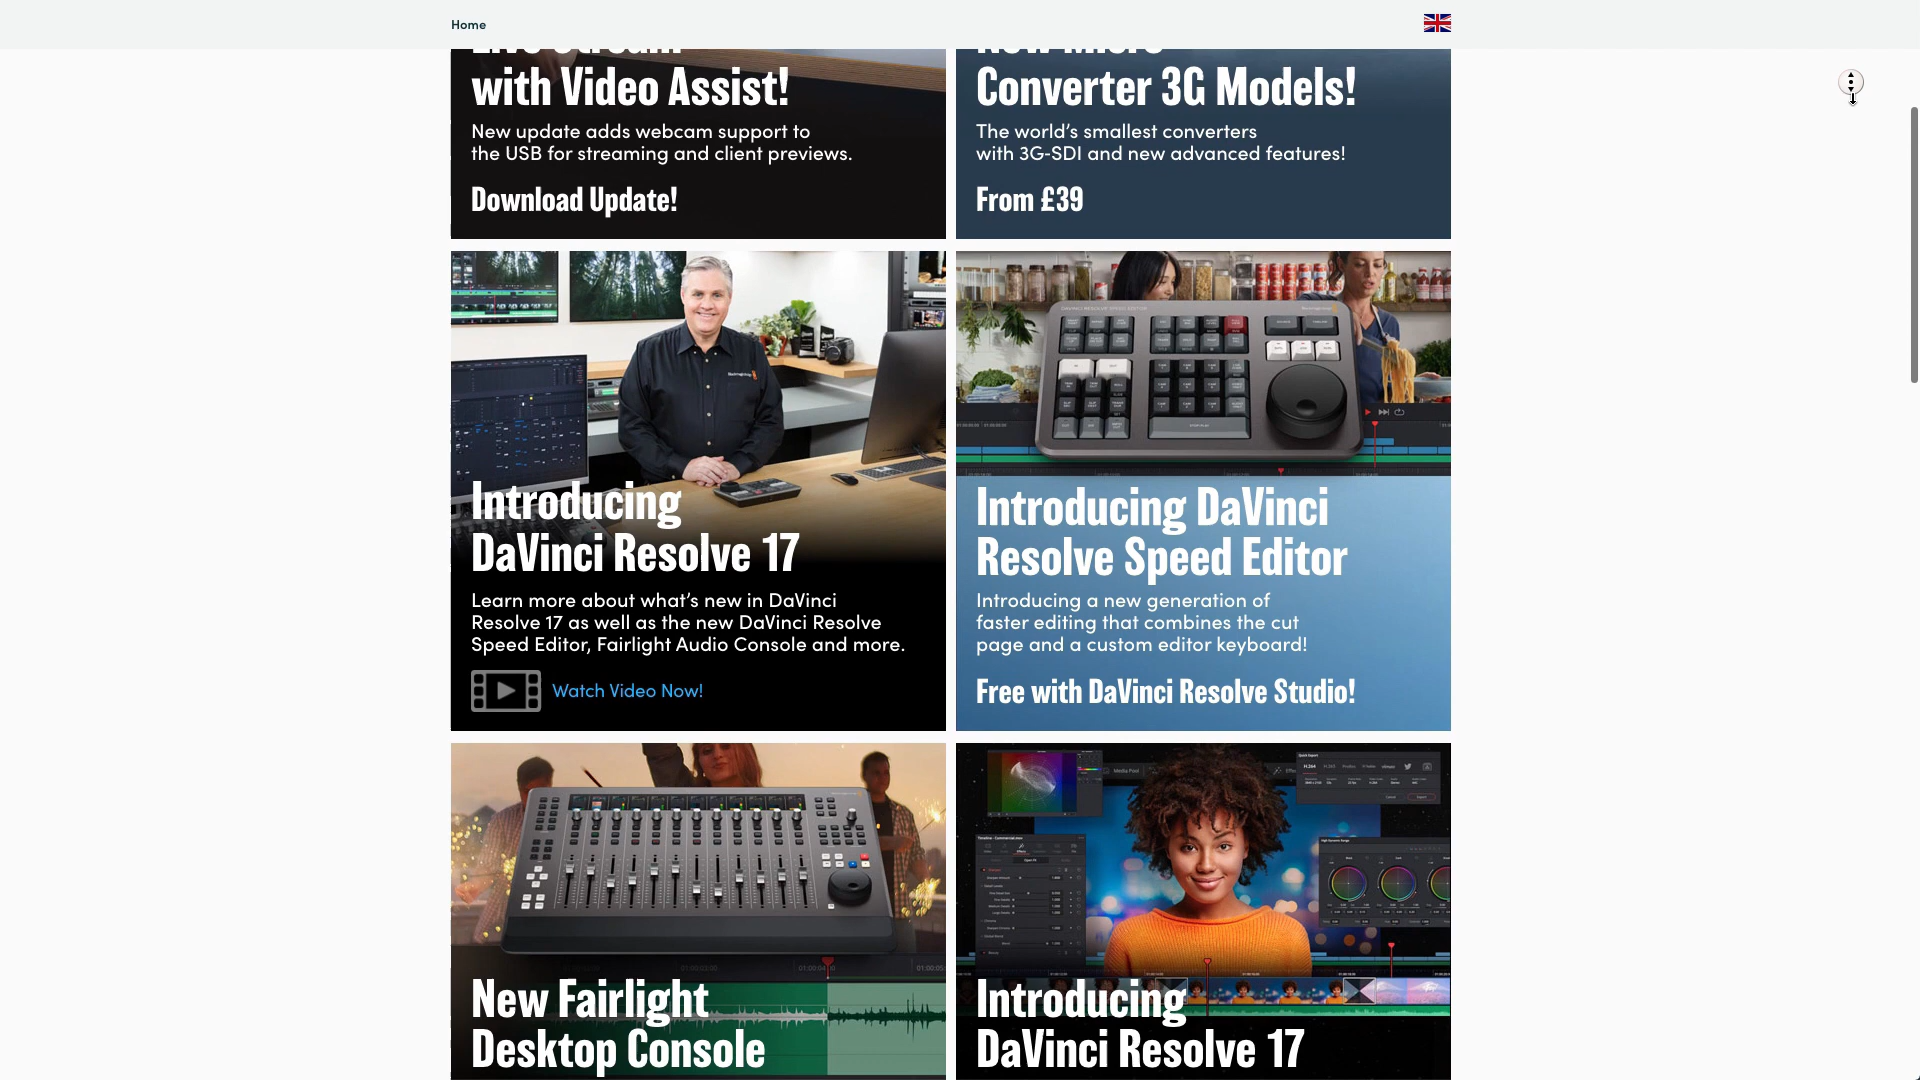 Home
with Video Assist!
New update adds webcam support to
the USB for streaming and client previews.
Download Update!
Converter 3G Models!
The world's smallest converters
with 3G-SDI and new advanced features!
From £39
Introducing
DaVinci Resolve 17
Learn more about what's new in DaVinci
Resolve 17 as well as the new DaVinci Resolve
Speed Editor, Fairlight Audio Console and more.
Watch Video Now!
Introducing DaVinci
Resolve Speed Editor
Introducing a new generation of
faster editing that combines the cut
page and a custom editor keyboard!
Free with DaVinci Resolve Studio!
New Fairlight
Desktop Console
Media Pool
Introducing
DaVinci Resolve 17